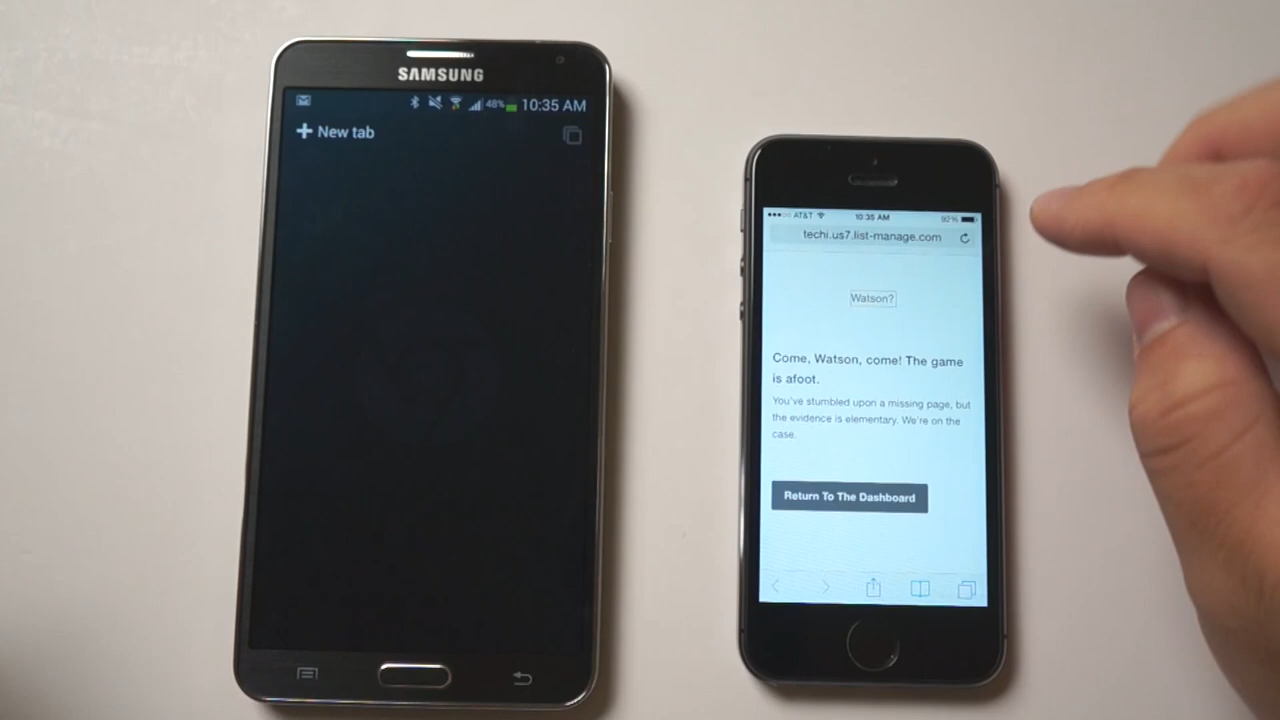 SAMSUNG
48% 10:35 AM
+ New tab
AT&T 10:35 AM 92%
techi.us7.list-manage.com
Watson?
Come, Watson, come! The game
is afoot.
You've stumbled upon a missing page, but
the evidence is elementary. We're on the
case.
Return To The Dashboard